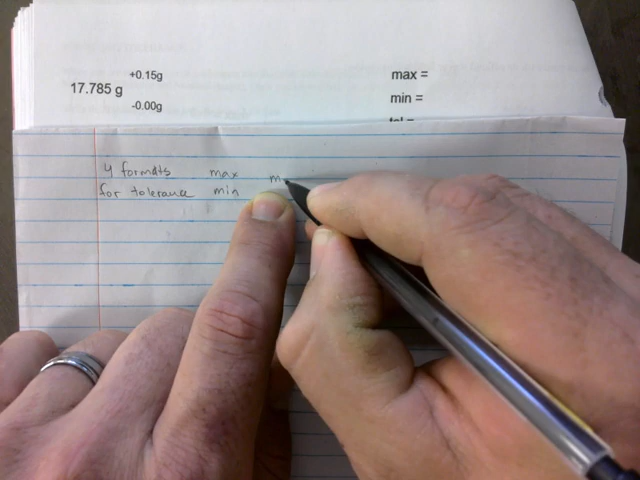 +0.15g
17.785 g
-0.00g
max =
min =
4 formats max m
for tolerance min